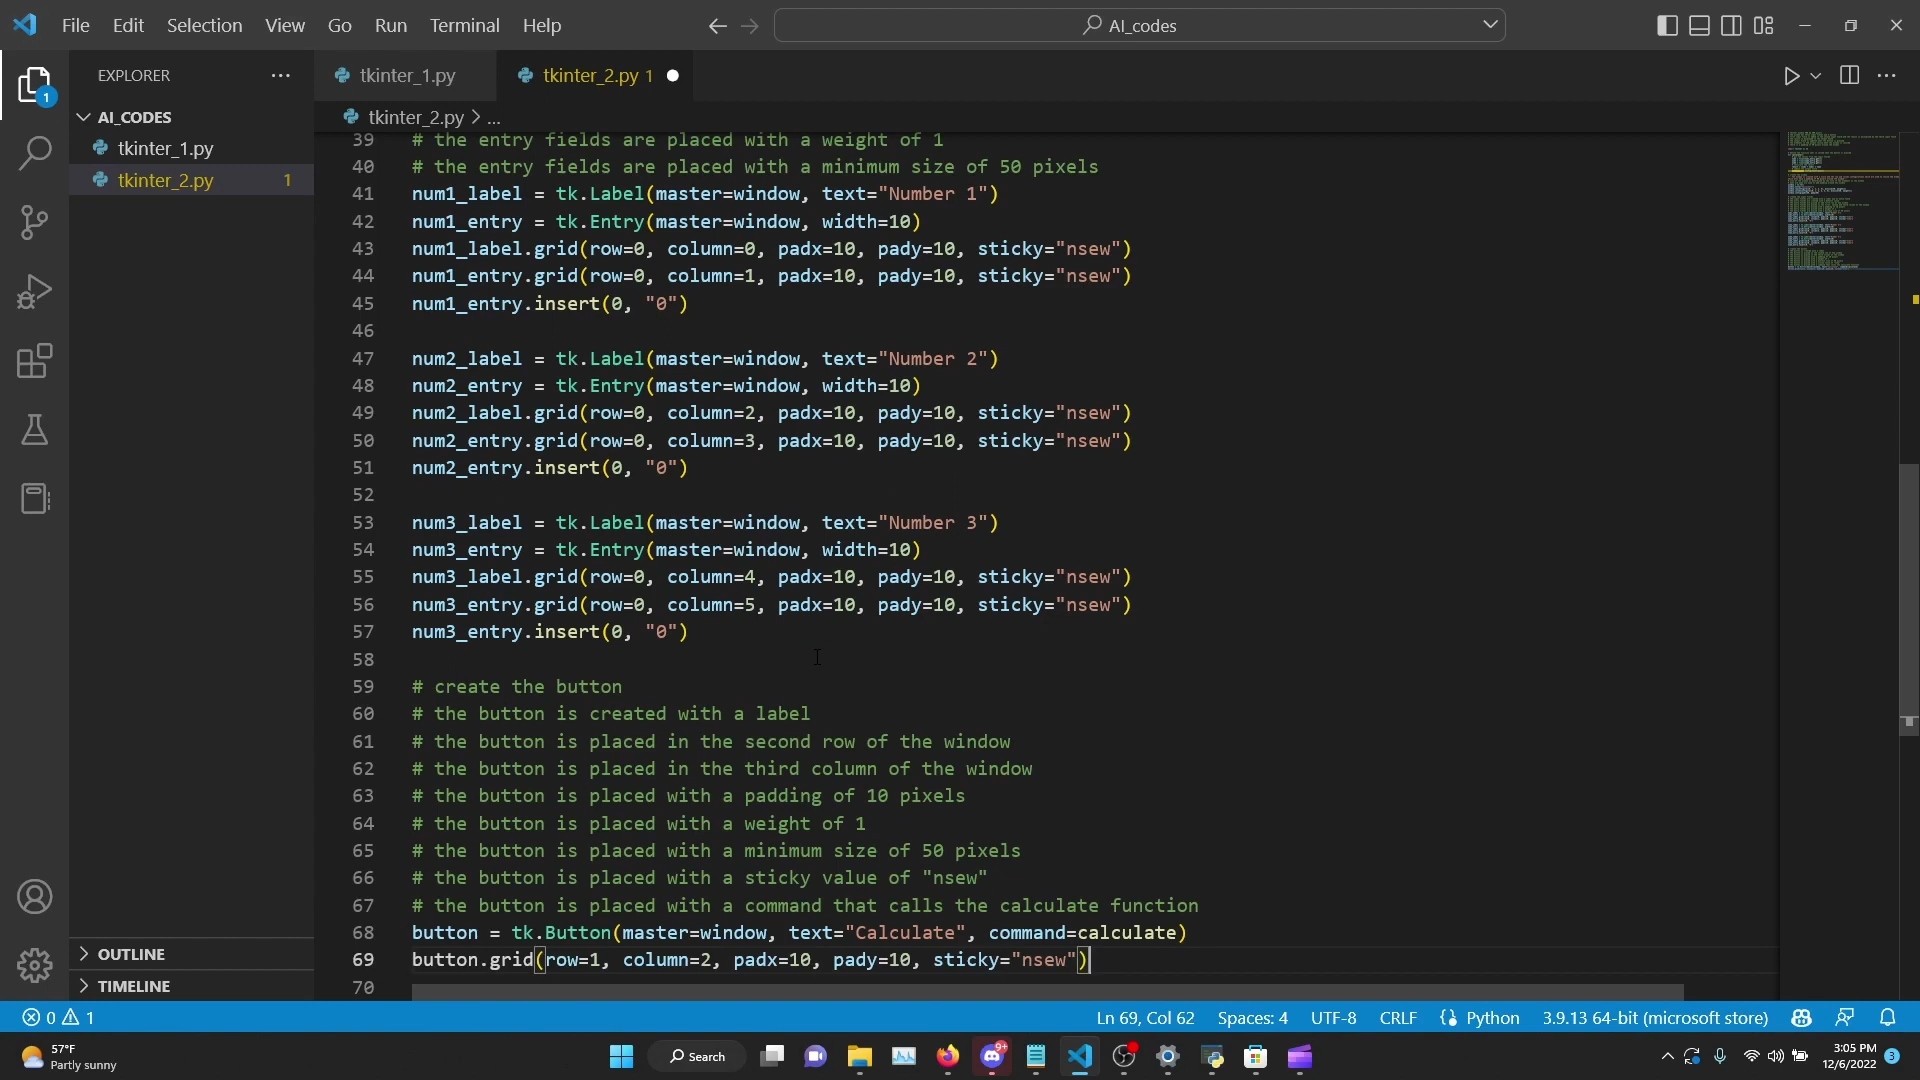 File Edit Selection View Go Run Terminal Help
AI_codes
EXPLORER
1
AI_CODES
tkinter_1.py
tkinter_2.py 1
OUTLINE
TIMELINE
tkinter_1.py
tkinter_2.py 1
tkinter_2.py > ...
39 # the entry fields are placed with a weight of 1
40 # the entry fields are placed with a minimum size of 50 pixels
41 num1_label = tk.Label(master=window, text="Number 1")
42 num1_entry = tk.Entry(master=window, width=10)
43 num1_label.grid(row=0, column=0, padx=10, pady=10, sticky="nsew")
44 num1_entry.grid(row=0, column=1, padx=10, pady=10, sticky="nsew")
45 num1_entry.insert(0, "0")
46
47 num2_label = tk.Label(master=window, text="Number 2")
48 num2_entry = tk.Entry(master=window, width=10)
49 num2_label.grid(row=0, column=2, padx=10, pady=10, sticky="nsew")
50 num2_entry.grid(row=0, column=3, padx=10, pady=10, sticky="nsew")
51 num2_entry.insert(0, "0")
52
53 num3_label = tk.Label(master=window, text="Number 3")
54 num3_entry = tk.Entry(master=window, width=10)
55 num3_label.grid(row=0, column=4, padx=10, pady=10, sticky="nsew")
56 num3_entry.grid(row=0, column=5, padx=10, pady=10, sticky="nsew")
57 num3_entry.insert(0, "0")
58
59 # create the button
60 # the button is created with a label
61 # the button is placed in the second row of the window
62 # the button is placed in the third column of the window
63 # the button is placed with a padding of 10 pixels
64 # the button is placed with a weight of 1
65 # the button is placed with a minimum size of 50 pixels
66 # the button is placed with a sticky value of "nsew"
67 # the button is placed with a command that calls the calculate function
68 button = tk.Button(master=window, text="Calculate", command=calculate)
69 button.grid(row=1, column=2, padx=10, pady=10, sticky="nsew")
70
0 1 Ln 69, Col 62 Spaces: 4 UTF-8 CRLF Python 3.9.13 64-bit (microsoft store)
57°F
Partly sunny
Search
9+
3:05 PM
12/6/2022
3